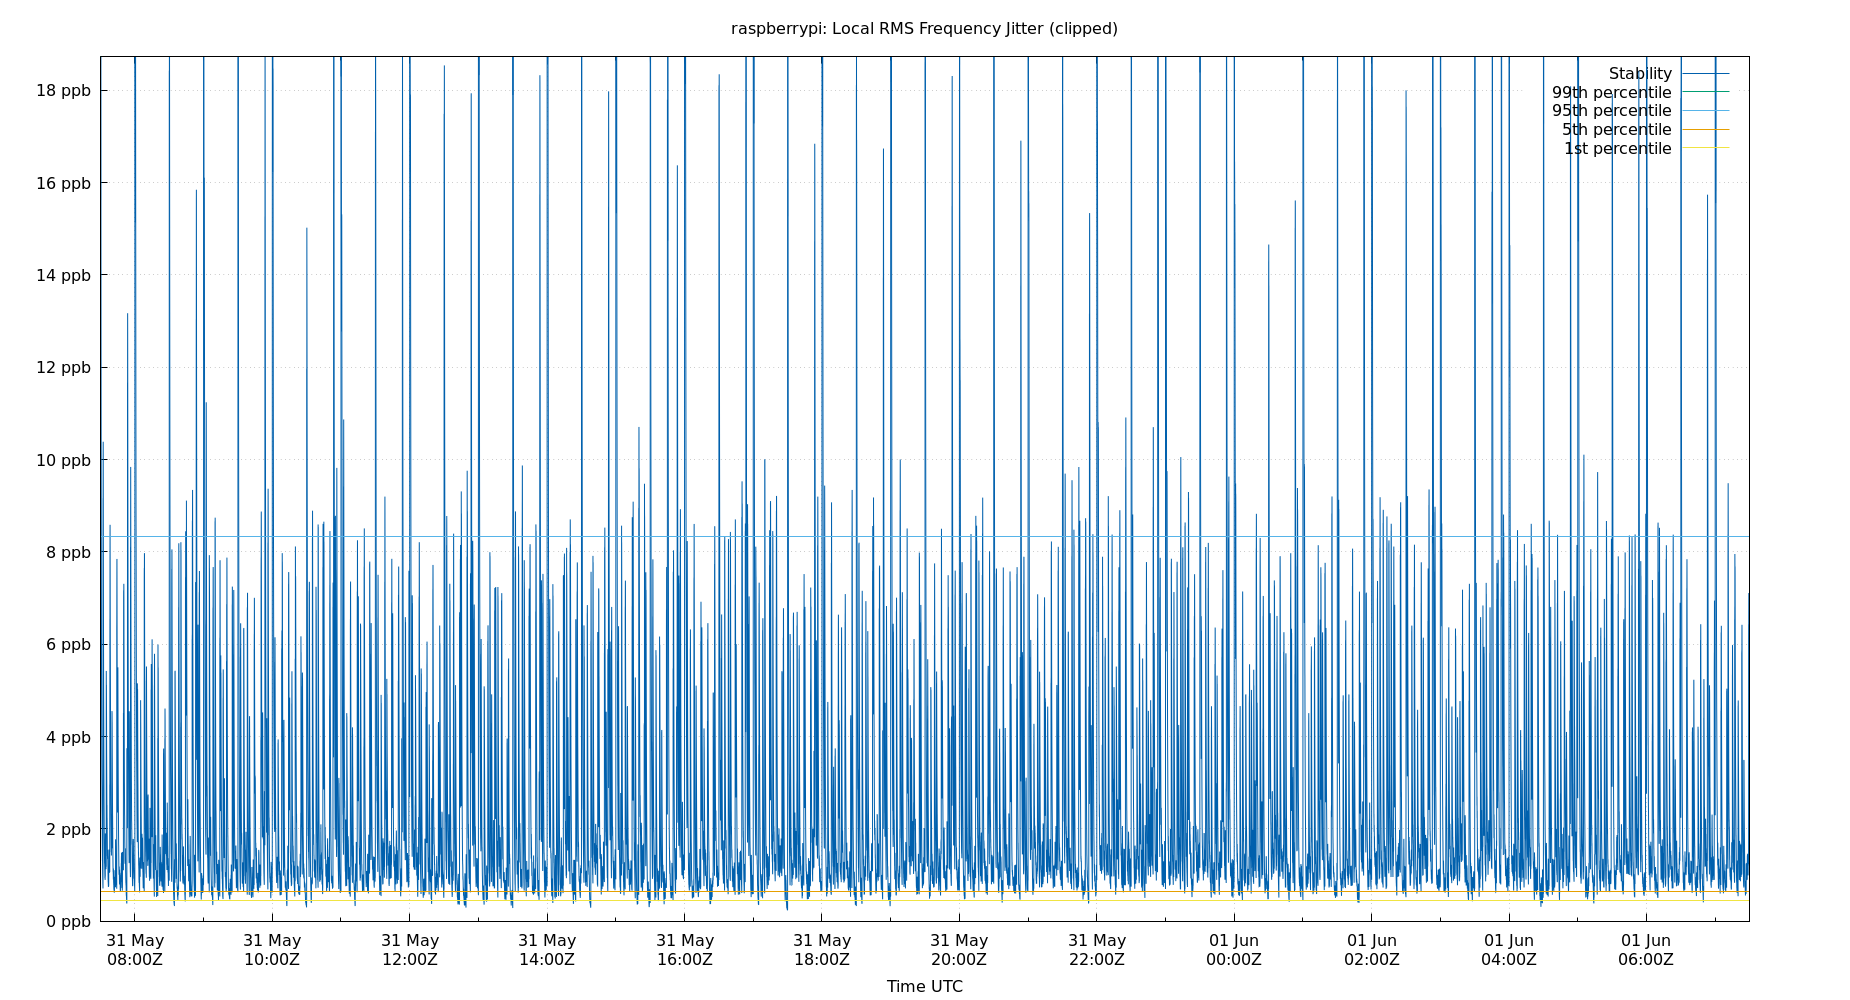 raspberrypi: Local RMS Frequency Jitter (clipped)
18 ppb
16 ppb
14 ppb
12 ppb
10 ppb
8 ppb
6 ppb
4 ppb
2 ppb
0 ppb
Stability
99th percentile
95th percentile
5th percentile
1st percentile
31 May 31 May 31 May 31 May 31 May 31 May 31 May 31 May 01 Jun 01 Jun 01 Jun 01 Jun
08:00Z 10:00Z 12:00Z 14:00Z 16:00Z 18:00Z 20:00Z 22:00Z 00:00Z 02:00Z 04:00Z 06:00Z
Time UTC